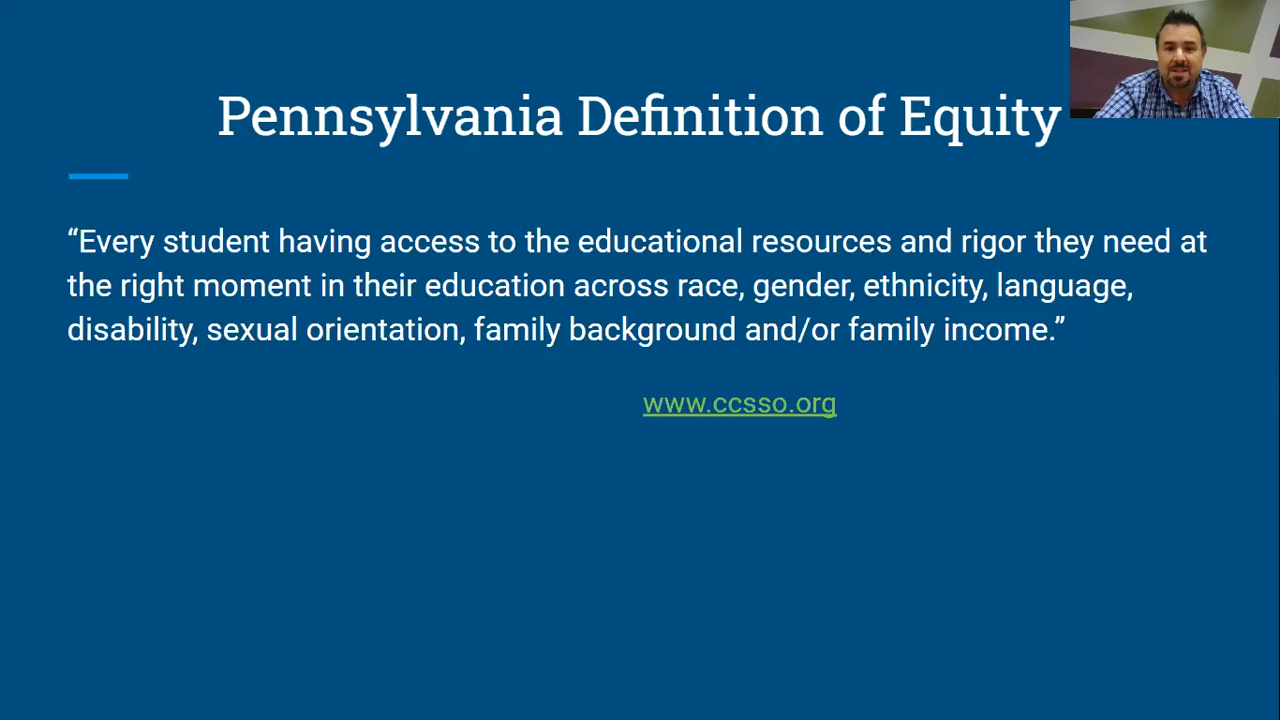 Pennsylvania Definition of Equity
“Every student having access to the educational resources and rigor they need at
the right moment in their education across race, gender, ethnicity, language,
disability, sexual orientation, family background and/or family income.”
www.ccsso.org